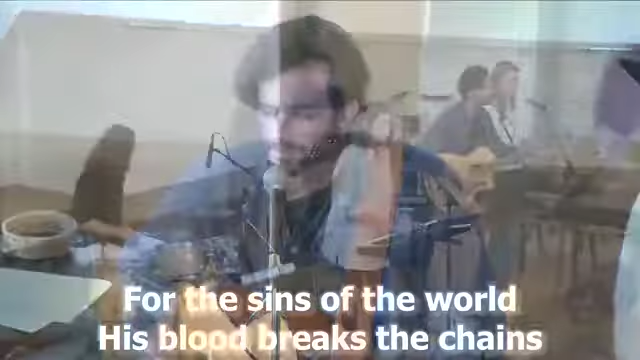 For the sins of the world
His blood breaks the chains